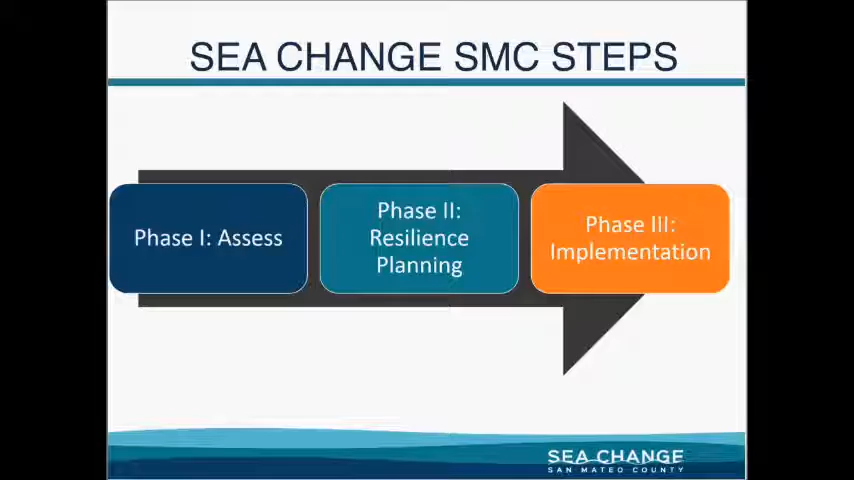 SEA CHANGE SMC STEPS
Phase I: Assess
Phase II:
Resilience
Planning
Phase III:
Implementation
SEA CHANGE
SAN MATEO COUNTY